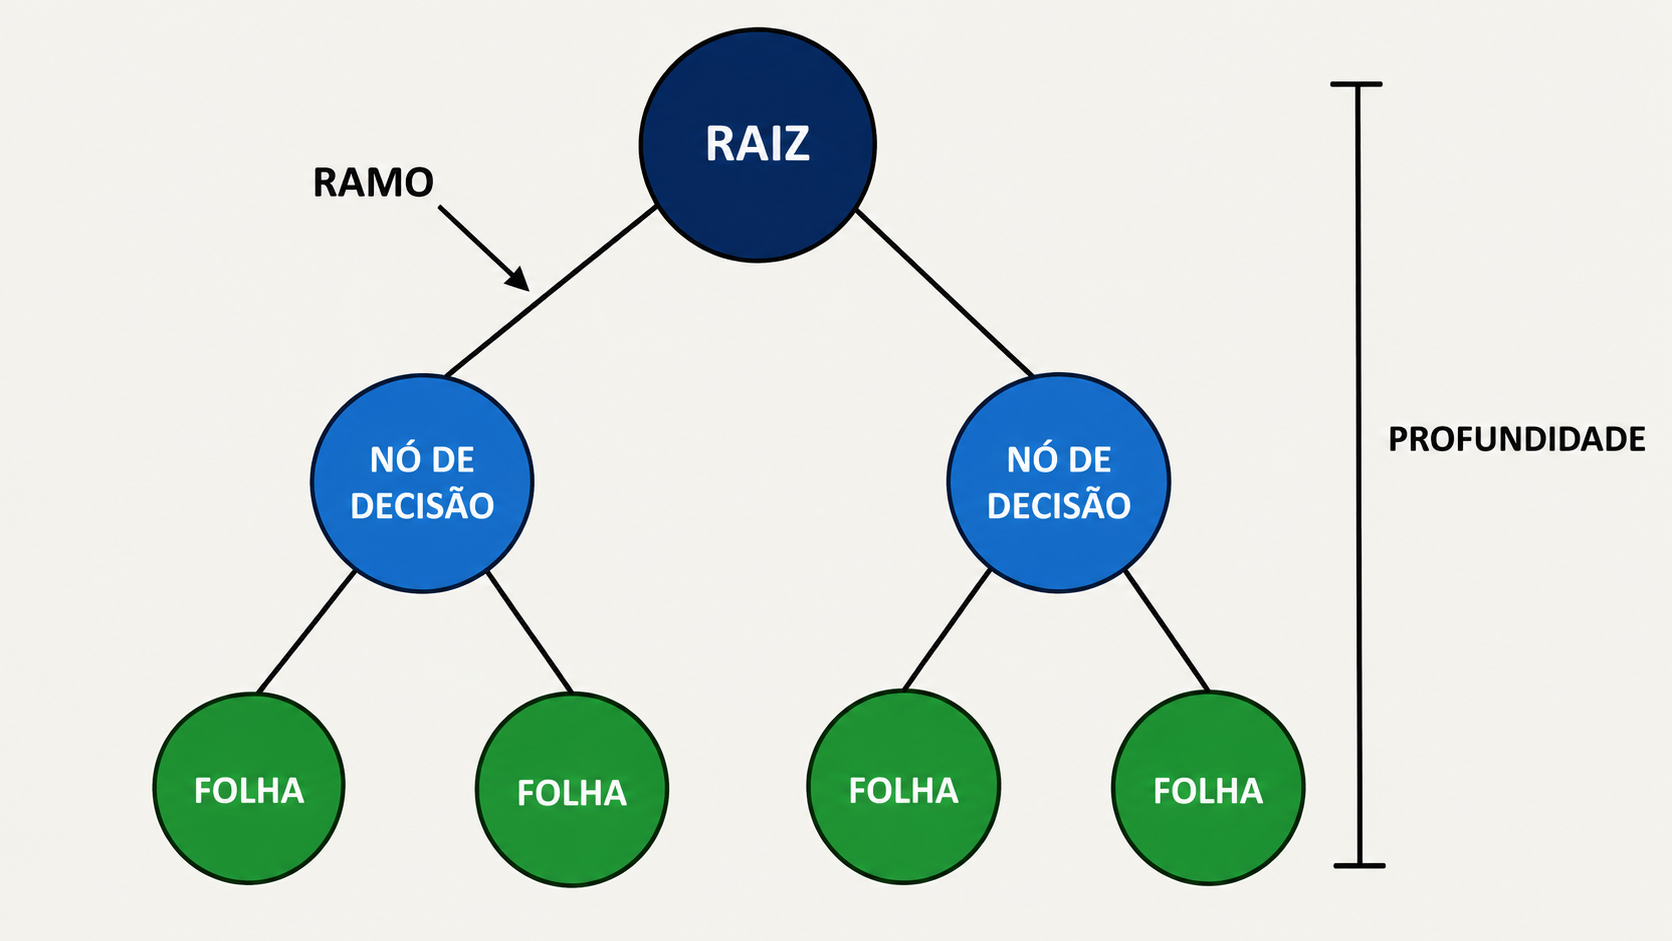 RAIZ
RAMO
PROFUNDIDADE
NÓ DE
DECISÃO
NÓ DE
DECISÃO
FOLHA
FOLHA
FOLHA
FOLHA